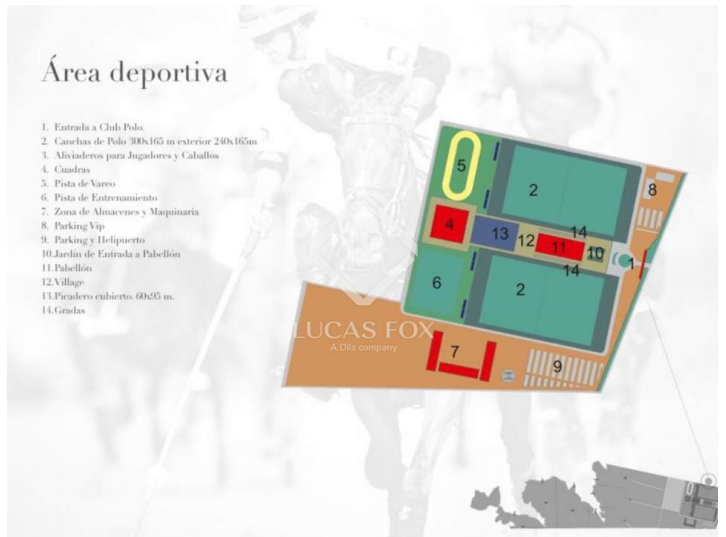 Área deportiva
1. Entrada a Club Polo.
2. Canchas de Polo 300x165 m exterior 240x165m
3. Aliviaderos para Jugadores y Caballos
4. Cuadras
5. Pista de Vareo
6. Pista de Entrenamiento
7. Zona de Almacenes y Maquinaria
8. Parking Vip
9. Parking y Helipuerto
10.Jardín de Entrada a Pabellón
11.Pabellón
12.Village
13.Picadero cubierto. 60x95 m.
14.Gradas
5
2
8
4
13
12
14
11
10
1
14
6
2
7
9
LUCAS FOX
A Dils company